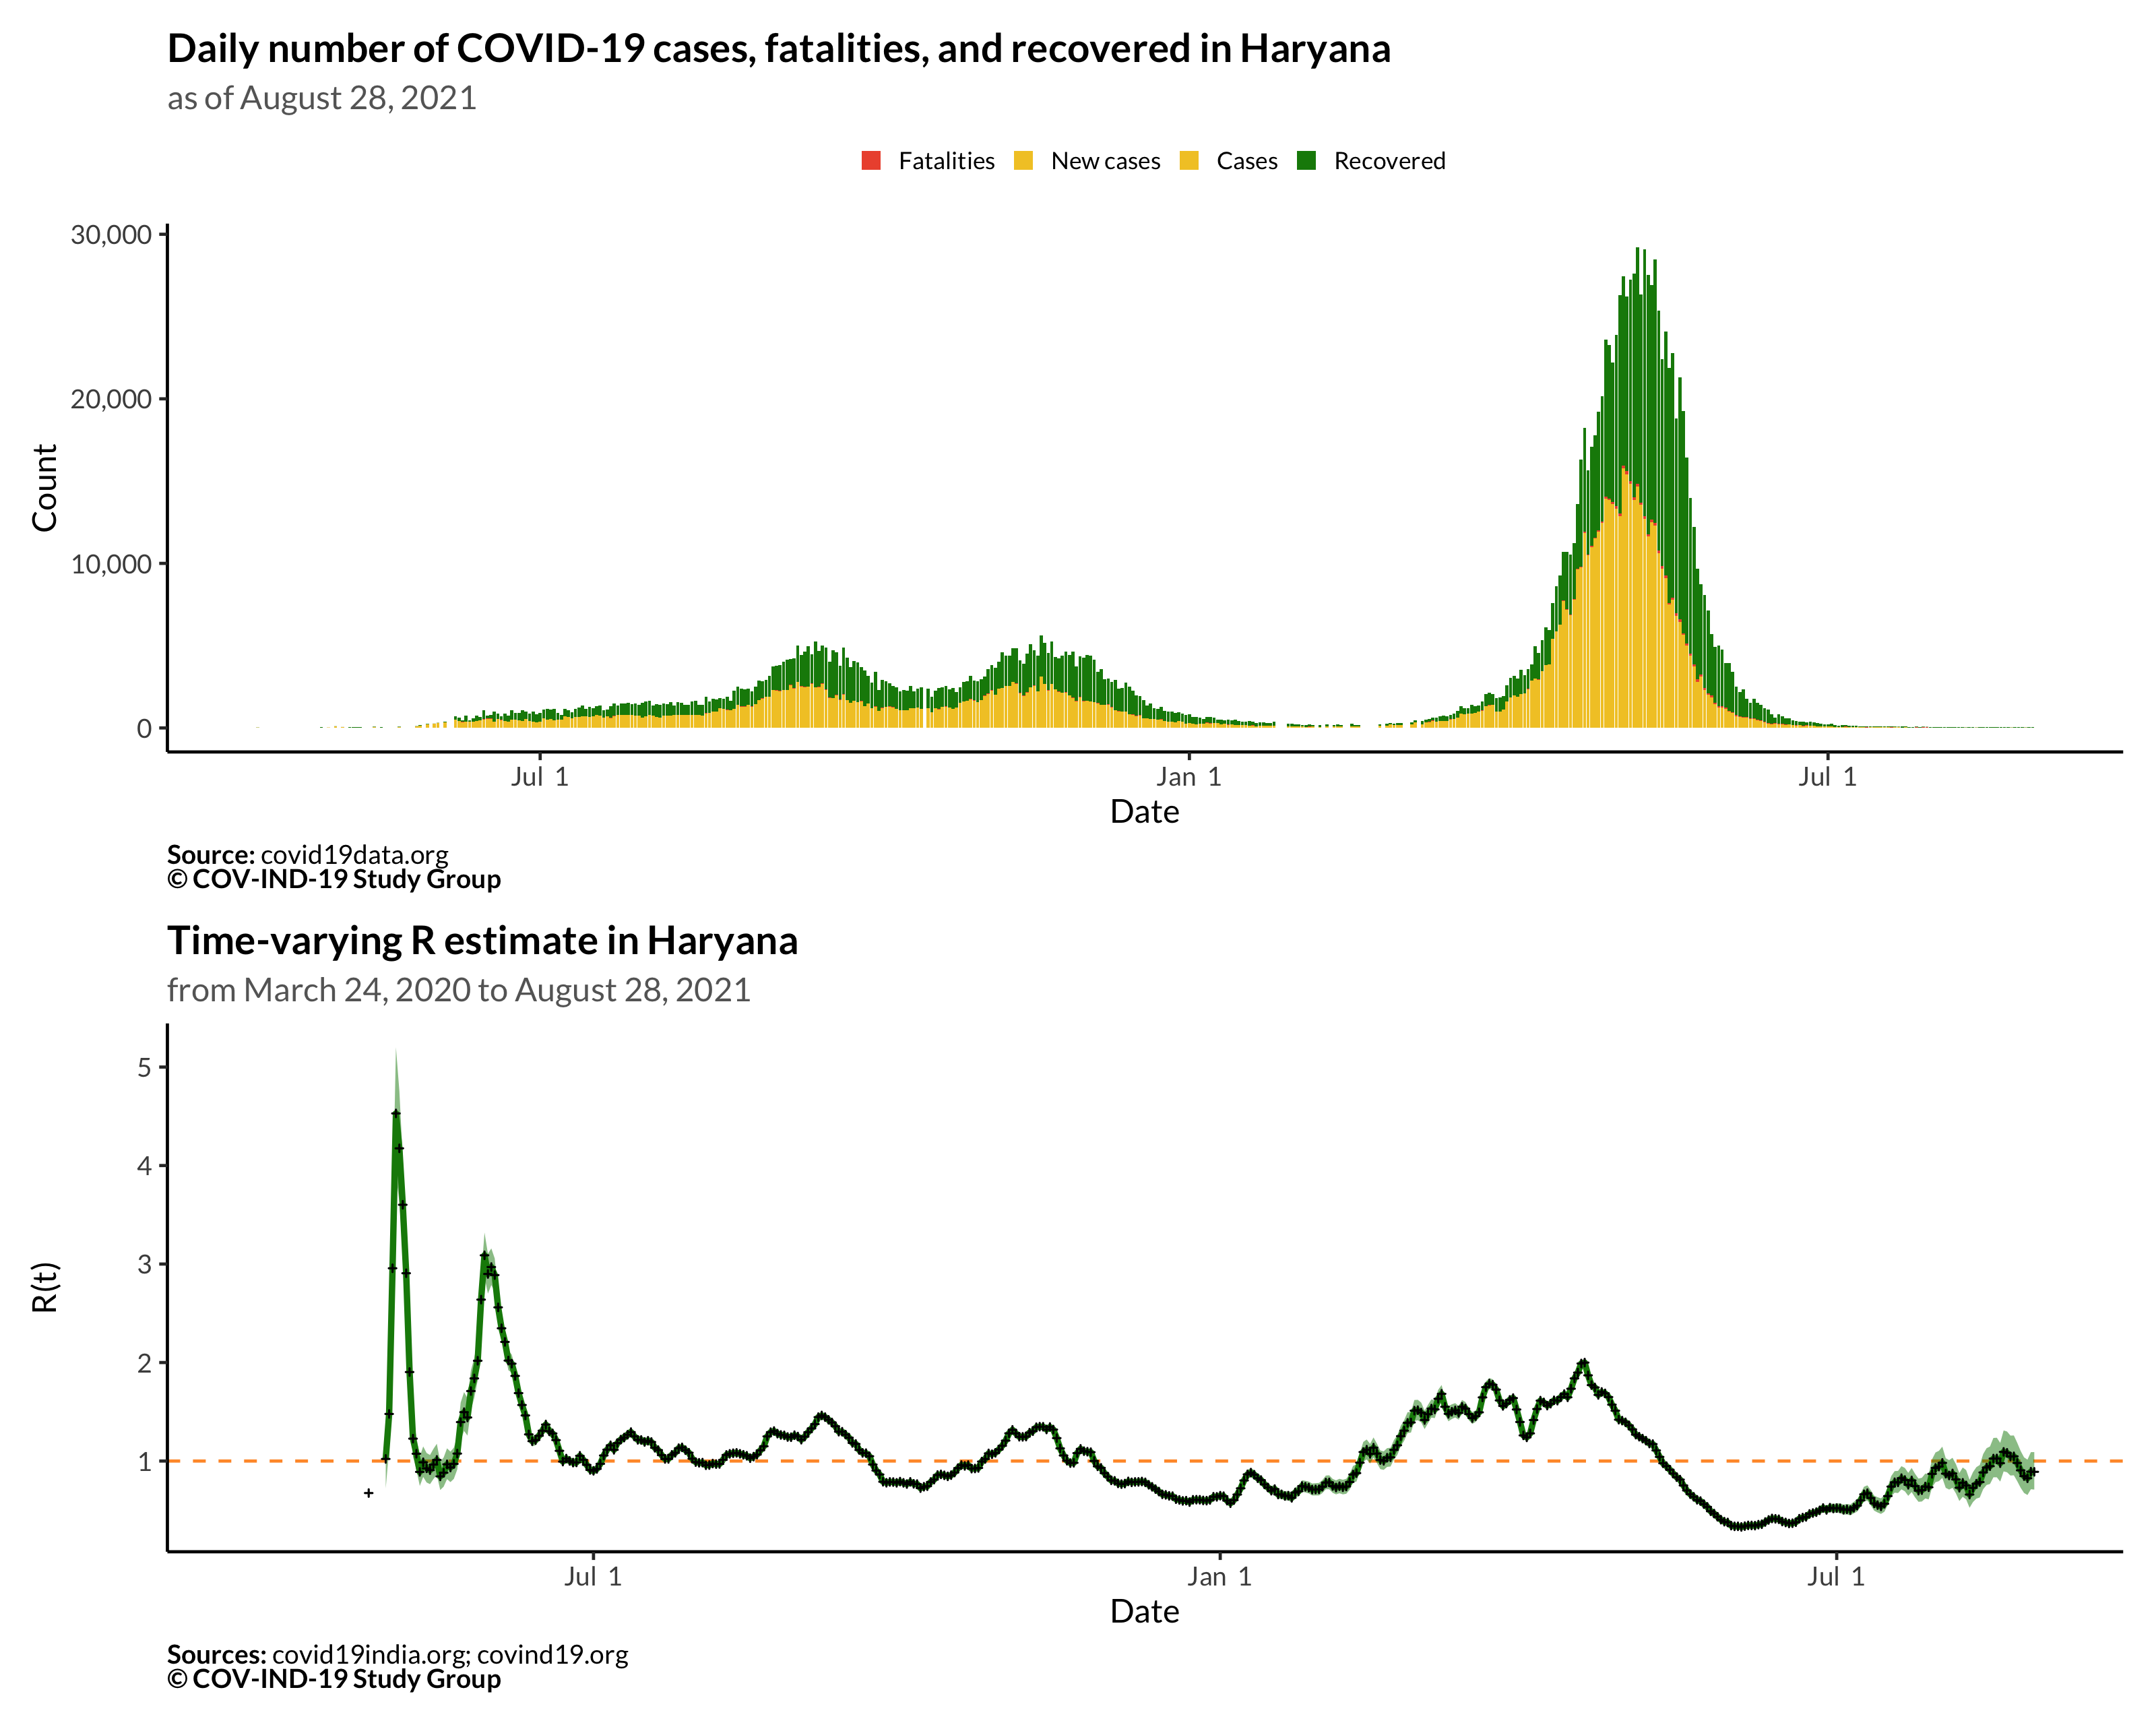 Daily number of COVID-19 cases, fatalities, and recovered in Haryana
as of August 28, 2021
Fatalities New cases Cases Recovered
30,000
20,000
10,000
0
Count
Jul 1 Jan 1 Jul 1
Date
Source: covid19data.org
© COV-IND-19 Study Group
Time-varying R estimate in Haryana
from March 24, 2020 to August 28, 2021
5
4
3
2
1
R(t)
Jul 1 Jan 1 Jul 1
Date
Sources: covid19india.org; covind19.org
© COV-IND-19 Study Group